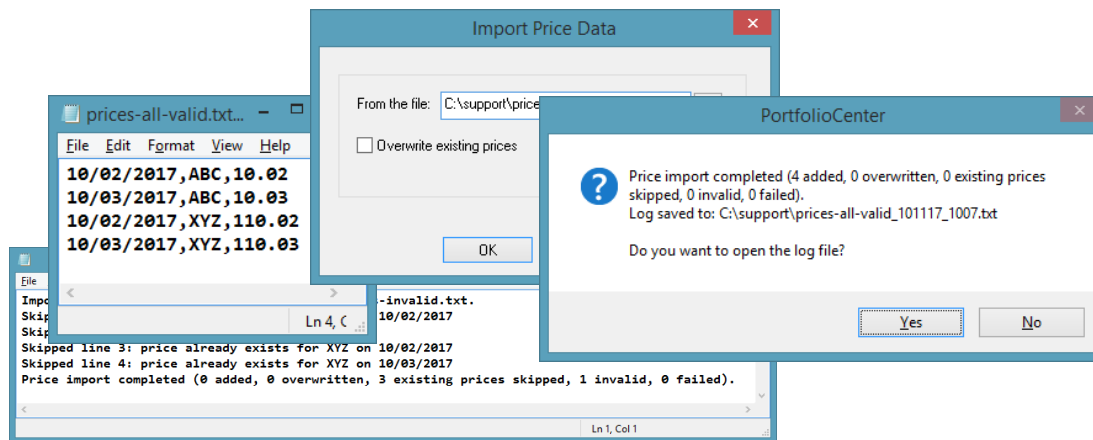 Import Price Data
From the file: C:\support\price
Overwrite existing prices
OK
prices-all-valid.txt...
File Edit Format View Help
10/02/2017,ABC,10.02
10/03/2017,ABC,10.03
10/02/2017,XYZ,110.02
10/03/2017,XYZ,110.03
Ln 4, C
PortfolioCenter
Price import completed (4 added, 0 overwritten, 0 existing prices
skipped, 0 invalid, 0 failed).
Log saved to: C:\support\prices-all-valid_101117_1007.txt
Do you want to open the log file?
Yes No
File
-invalid.txt.
10/02/2017
Skipped line 3: price already exists for XYZ on 10/02/2017
Skipped line 4: price already exists for XYZ on 10/03/2017
Price import completed (0 added, 0 overwritten, 3 existing prices skipped, 1 invalid, 0 failed).
Ln 1, Col 1